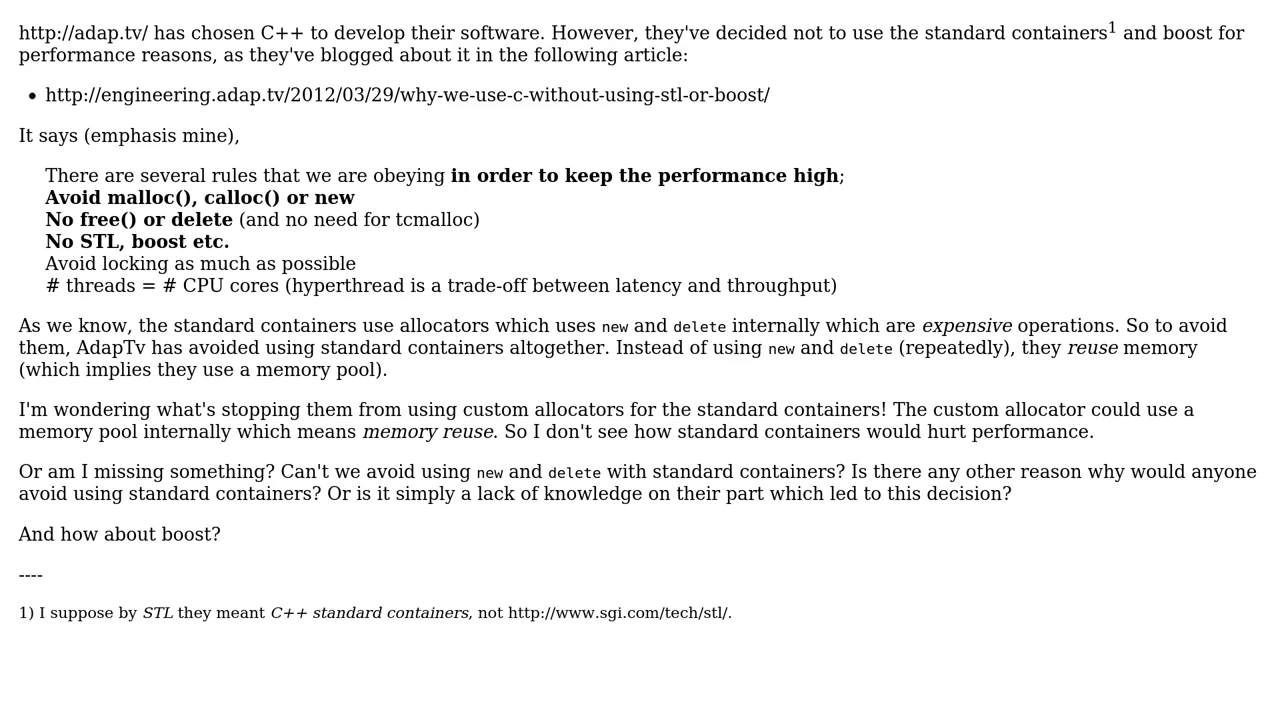 http://adap.tv/ has chosen C++ to develop their software. However, they've decided not to use the standard containers1 and boost for
performance reasons, as they've blogged about it in the following article:
• http://engineering.adap.tv/2012/03/29/why-we-use-c-without-using-stl-or-boost/
It says (emphasis mine),
There are several rules that we are obeying in order to keep the performance high;
Avoid malloc(), calloc() or new
No free() or delete (and no need for tcmalloc)
No STL, boost etc.
Avoid locking as much as possible
# threads = # CPU cores (hyperthread is a trade-off between latency and throughput)
As we know, the standard containers use allocators which uses new and delete internally which are expensive operations. So to avoid
them, AdapTv has avoided using standard containers altogether. Instead of using new and delete (repeatedly), they reuse memory
(which implies they use a memory pool).
I'm wondering what's stopping them from using custom allocators for the standard containers! The custom allocator could use a
memory pool internally which means memory reuse. So I don't see how standard containers would hurt performance.
Or am I missing something? Can't we avoid using new and delete with standard containers? Is there any other reason why would anyone
avoid using standard containers? Or is it simply a lack of knowledge on their part which led to this decision?
And how about boost?
----
1) I suppose by STL they meant C++ standard containers, not http://www.sgi.com/tech/stl/.